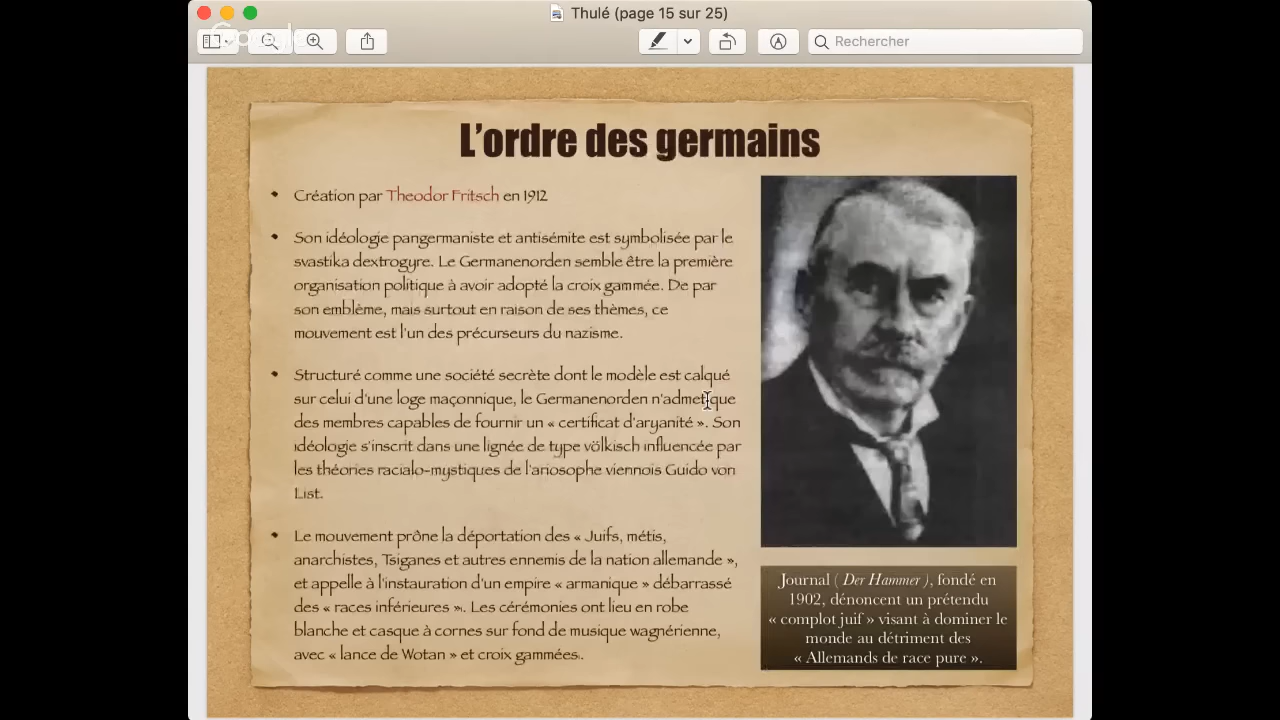 Thulé (page 15 sur 25)
Google
Rechercher
L'ordre des germains
• Création par Theodor Fritsch en 1912
• Son idéologie pangermaniste et antisémite est symbolisée par le
svastika dextrogyre. Le Germanenorden semble être la première
organisation politique à avoir adopté la croix gammée. De par
son emblème, mais surtout en raison de ses thèmes, ce
mouvement est l'un des précurseurs du nazisme.
• Structuré comme une société secrète dont le modèle est calqué
sur celui d'une loge maçonnique, le Germanenorden n'admet que
des membres capables de fournir un « certificat d'aryanité ». Son
idéologie s'inscrit dans une lignée de type völkisch influencée par
les théories racialo-mystiques de l'ariosophe viennois Guido von
List.
• Le mouvement prône la déportation des « Juifs, métis,
anarchistes, Tsiganes et autres ennemis de la nation allemande »,
et appelle à l'instauration d'un empire « armanique » débarrassé
des « races inférieures ». Les cérémonies ont lieu en robe
blanche et casque à cornes sur fond de musique wagnérienne,
avec « lance de Wotan » et croix gammées.
Journal ( Der Hammer ), fondé en
1902, dénoncent un prétendu
« complot juif » visant à dominer le
monde au détriment des
« Allemands de race pure ».